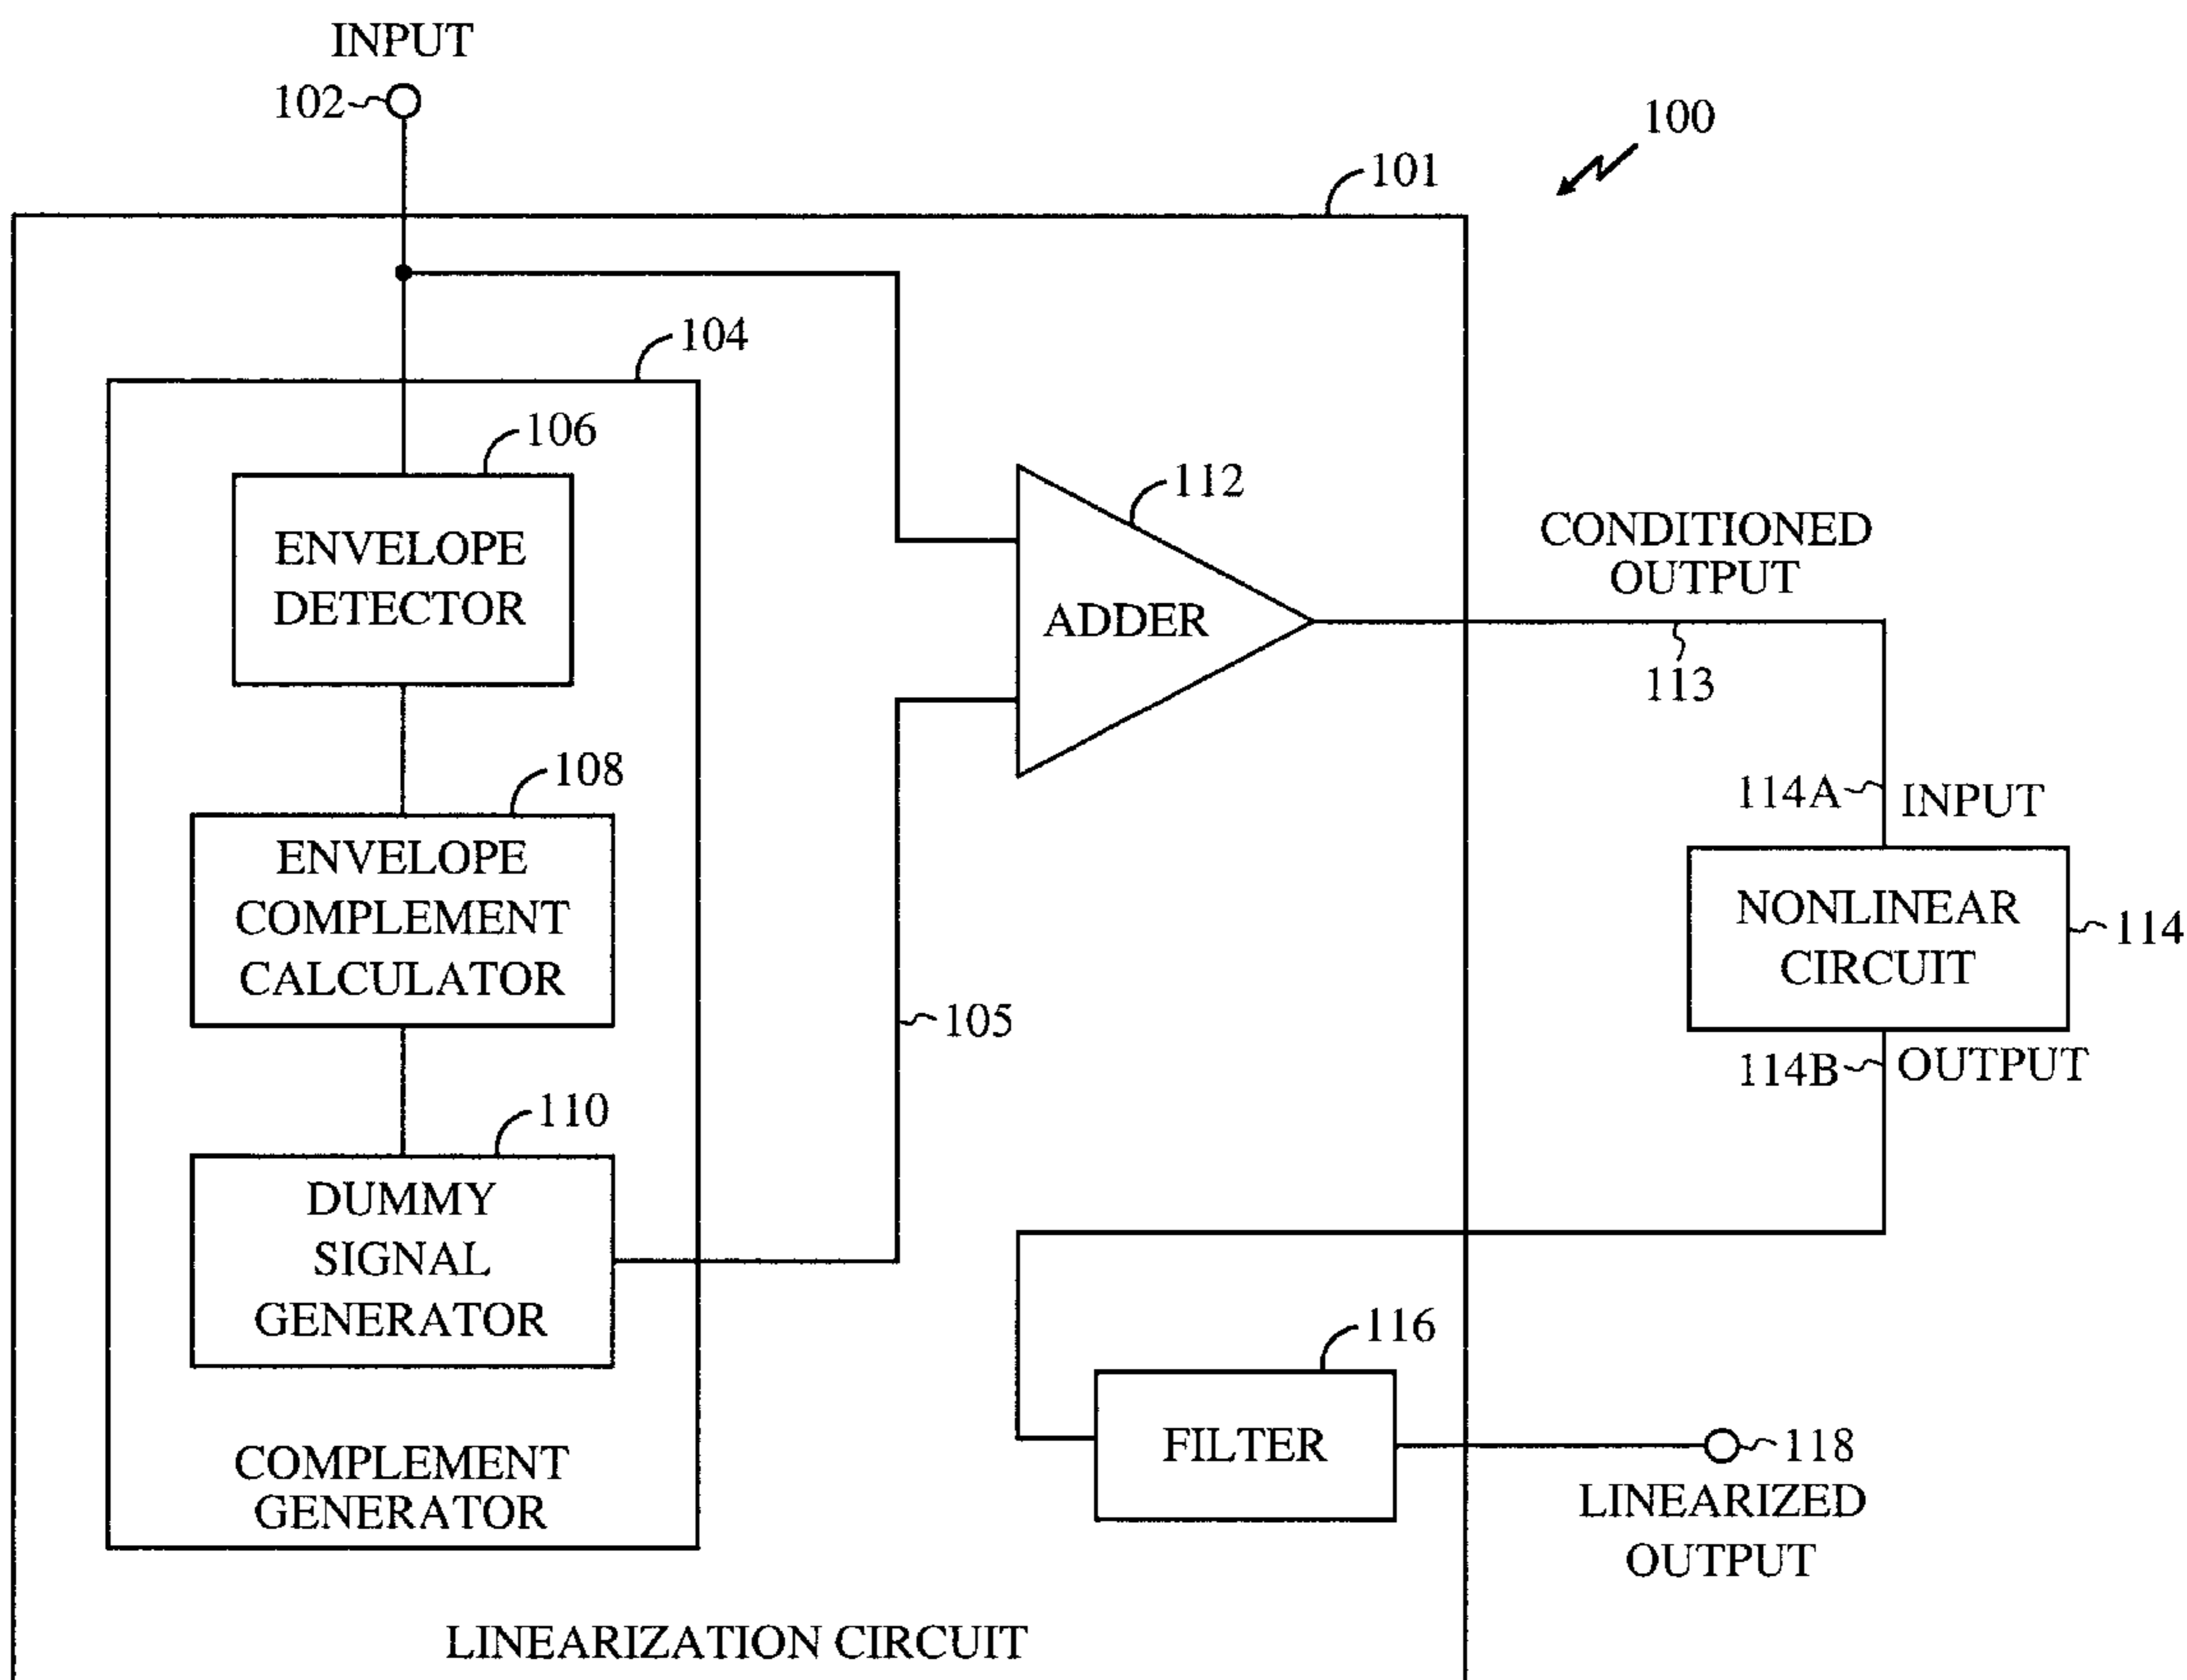 INPUT
102
100
101
104
106
ENVELOPE
DETECTOR
112
ADDER
CONDITIONED
OUTPUT
113
108
ENVELOPE
COMPLEMENT
CALCULATOR
114A
INPUT
NONLINEAR
CIRCUIT
114
105
114B
OUTPUT
110
DUMMY
SIGNAL
GENERATOR
116
FILTER
118
LINEARIZED
OUTPUT
COMPLEMENT
GENERATOR
LINEARIZATION CIRCUIT